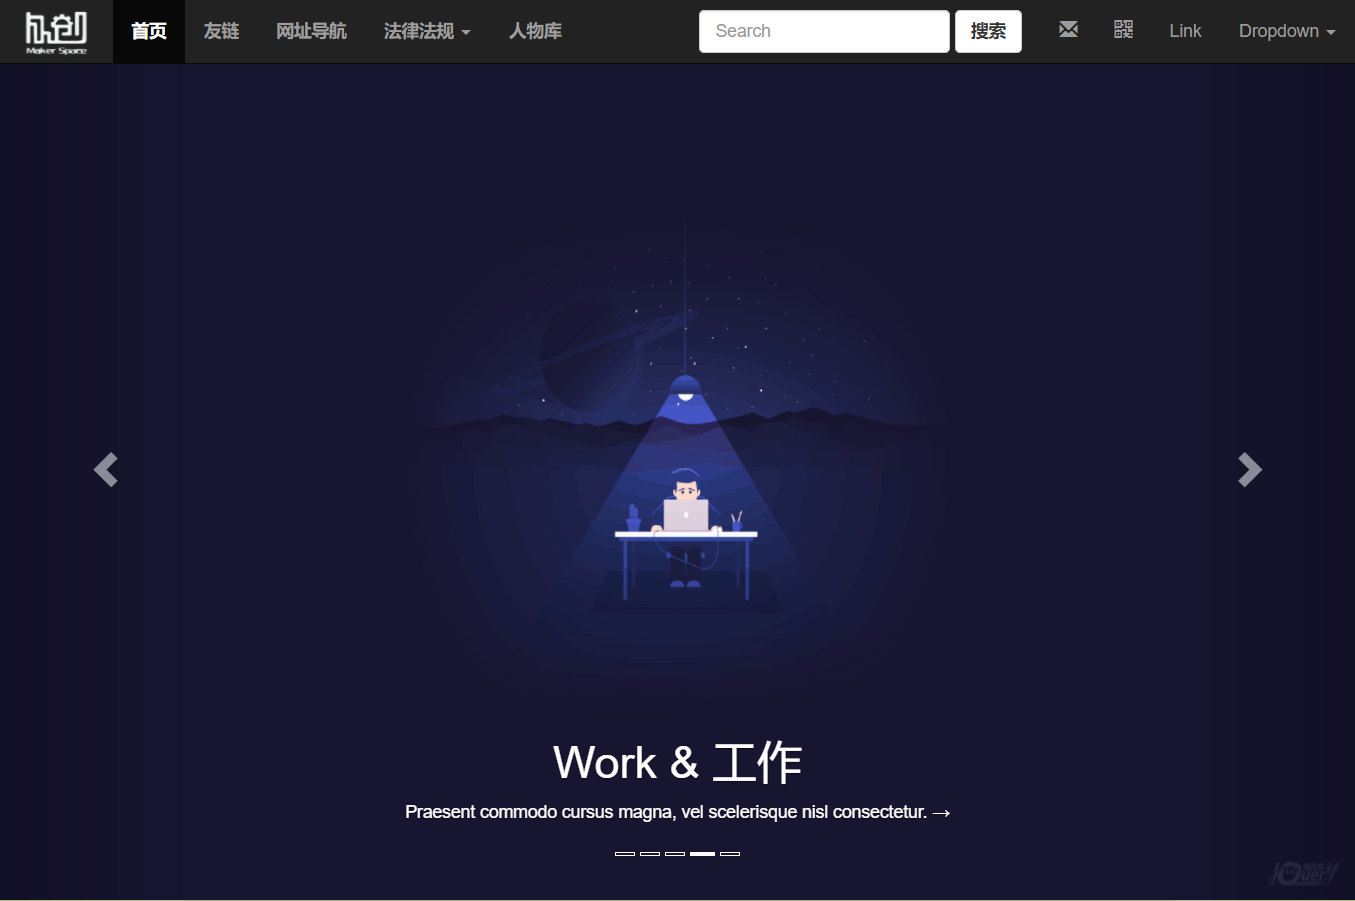 Maker Space
首页 友链 网址导航 法律法规 人物库 Search 搜索 Link Dropdown
Work & 工作
Praesent commodo cursus magna, vel scelerisque nisl consectetur. →
jQuery